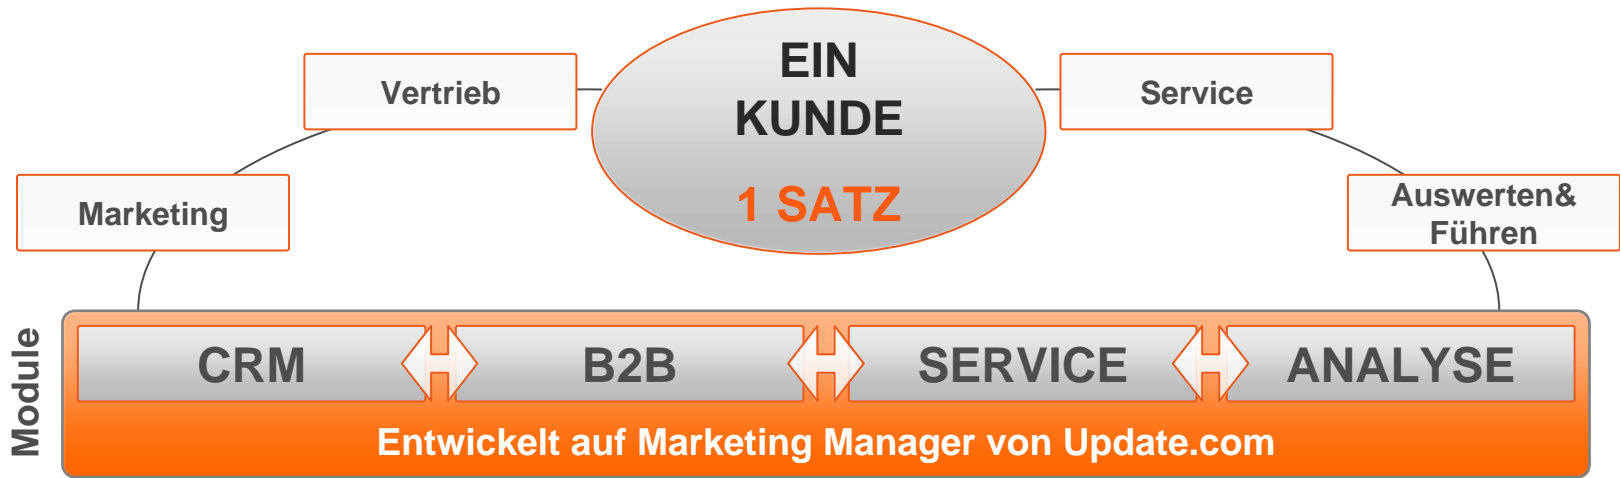 EIN
KUNDE
1 SATZ
Vertrieb
Service
Marketing
Auswerten&
Führen
Module
CRM
B2B
SERVICE
ANALYSE
Entwickelt auf Marketing Manager von Update.com